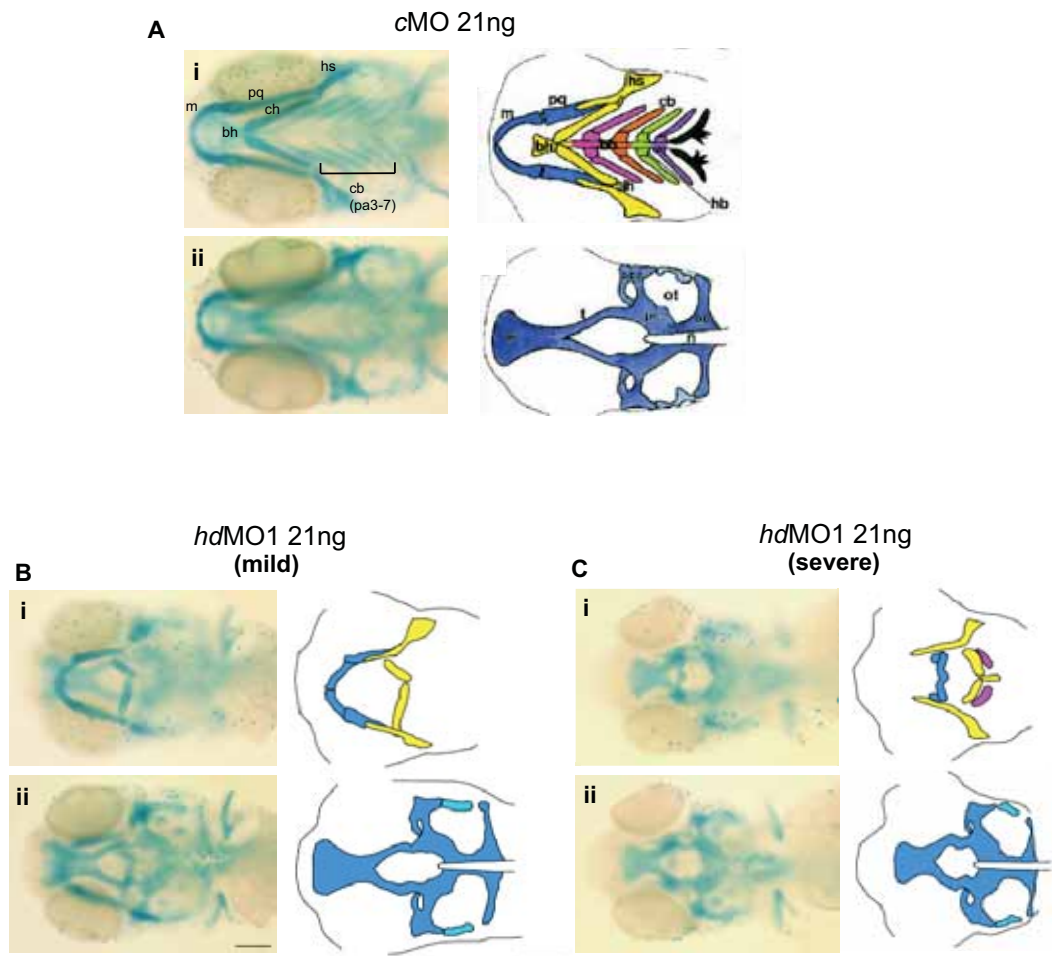 cMO 21ng
A
i
hs
pq
m
ch
bh
cb
(pa3-7)
hs
pq
cb
m
bh
hb
ii
ot
t
n
hdMO1 21ng
(mild)
B
i
ii
hdMO1 21ng
(severe)
C
i
ii